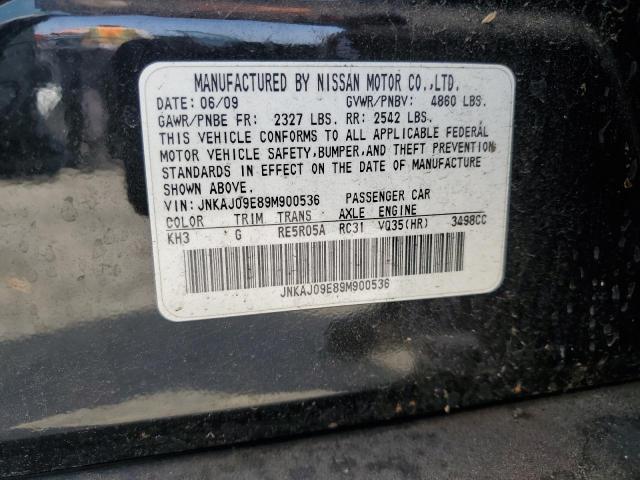 MANUFACTURED BY NISSAN MOTOR CO.,LTD.
DATE: 06/09 GVWR/PNBV: 4860 LBS.
GAWR/PNBE FR: 2327 LBS. RR: 2542 LBS.
THIS VEHICLE CONFORMS TO ALL APPLICABLE FEDERAL
MOTOR VEHICLE SAFETY,BUMPER,AND THEFT PREVENTION
STANDARDS IN EFFECT ON THE DATE OF MANUFACTURE
SHOWN ABOVE.
VIN: JNKAJ09E89M900536 PASSENGER CAR
COLOR TRIM TRANS AXLE ENGINE
KH3 G RE5R05A RC31 VQ35(HR) 3498CC
JNKAJ09E89M900536